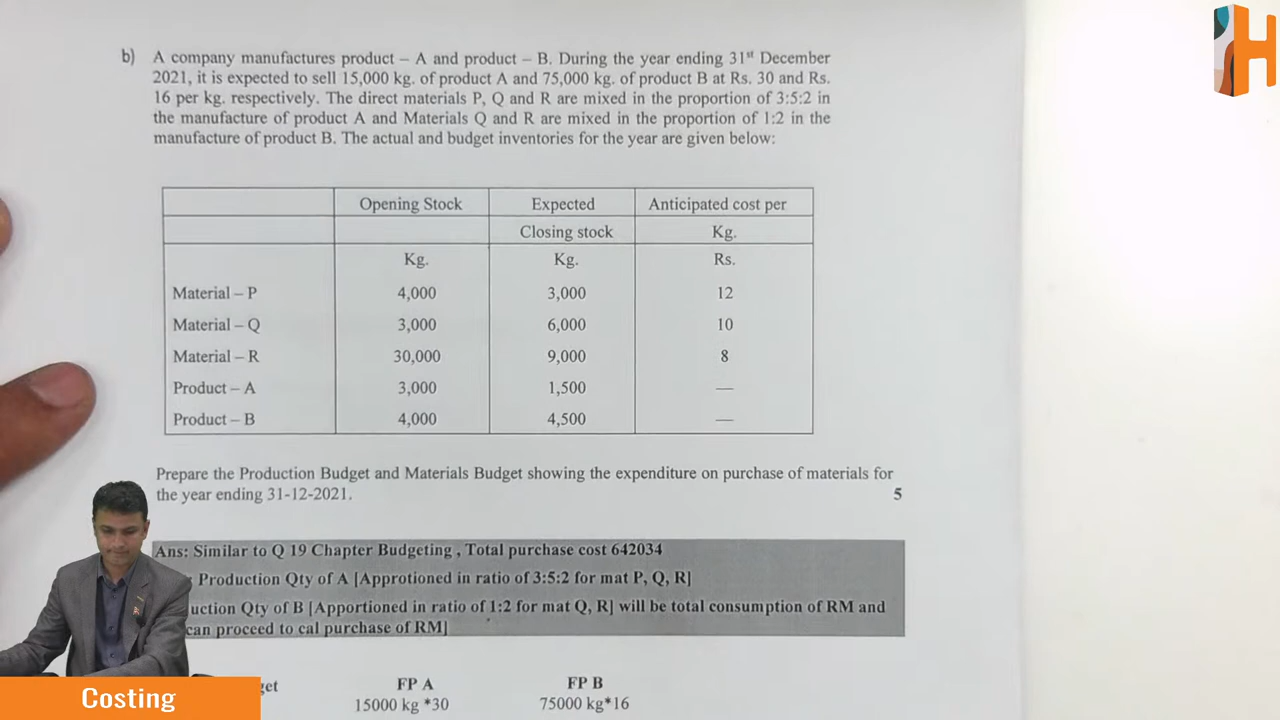 b) A company manufactures product – A and product – B. During the year ending 31st December
2021, it is expected to sell 15,000 kg. of product A and 75,000 kg. of product B at Rs. 30 and Rs.
16 per kg. respectively. The direct materials P, Q and R are mixed in the proportion of 3:5:2 in
the manufacture of product A and Materials Q and R are mixed in the proportion of 1:2 in the
manufacture of product B. The actual and budget inventories for the year are given below:
Opening Stock Expected Anticipated cost per
Closing stock Kg.
Kg. Kg. Rs.
Material – P 4,000 3,000 12
Material – Q 3,000 6,000 10
Material – R 30,000 9,000 8
Product – A 3,000 1,500 —
Product – B 4,000 4,500 —
Prepare the Production Budget and Materials Budget showing the expenditure on purchase of materials for
the year ending 31-12-2021. 5
Ans: Similar to Q 19 Chapter Budgeting , Total purchase cost 642034
: Production Qty of A [Approtioned in ratio of 3:5:2 for mat P, Q, R]
uction Qty of B [Apportioned in ratio of 1:2 for mat Q, R] will be total consumption of RM and
can proceed to cal purchase of RM]
get FP A FP B
15000 kg *30 75000 kg*16
Costing
H